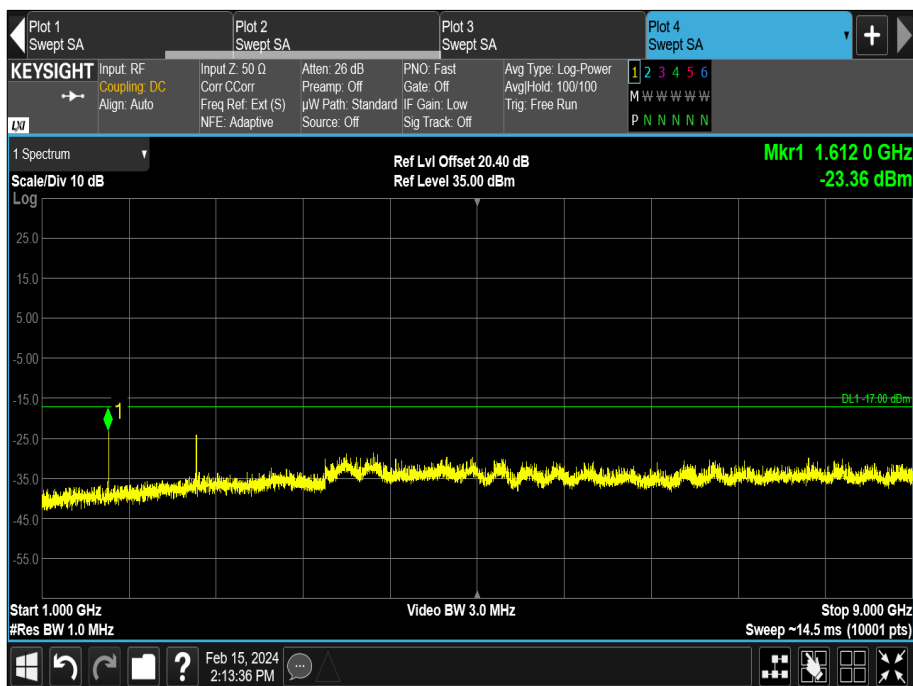 Plot 1
Swept SA
Plot 2
Swept SA
Plot 3
Swept SA
Plot 4
Swept SA
+
KEYSIGHT
LXI
Input: RF
Coupling: DC
Align: Auto
Input Z: 50 Ω
Corr CCorr
Freq Ref: Ext (S)
NFE: Adaptive
Atten: 26 dB
Preamp: Off
µW Path: Standard
Source: Off
PNO: Fast
Gate: Off
IF Gain: Low
Sig Track: Off
Avg Type: Log-Power
Avg|Hold: 100/100
Trig: Free Run
1 2 3 4 5 6
M W W W W W
P N N N N N
1 Spectrum
Scale/Div 10 dB
Ref Lvl Offset 20.40 dB
Ref Level 35.00 dBm
Mkr1 1.612 0 GHz
-23.36 dBm
Log
25.0
15.0
5.00
-5.00
-15.0
-25.0
-35.0
-45.0
-55.0
1
DL1 -17.00 dBm
Start 1.000 GHz
#Res BW 1.0 MHz
Video BW 3.0 MHz
Stop 9.000 GHz
Sweep ~14.5 ms (10001 pts)
?
Feb 15, 2024
2:13:36 PM